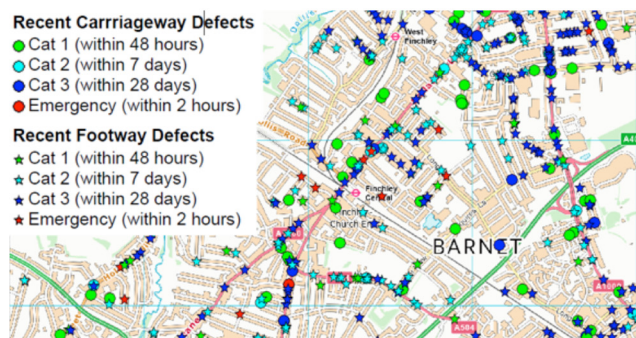 Recent Carrriageway Defects
Cat 1 (within 48 hours)
Cat 2 (within 7 days)
Cat 3 (within 28 days)
Emergency (within 2 hours)
Recent Footway Defects
Cat 1 (within 48 hours)
Cat 2 (within 7 days)
Cat 3 (within 28 days)
Emergency (within 2 hours)
West
Finchley
Finchley
Central
Church End
BARNET
A504